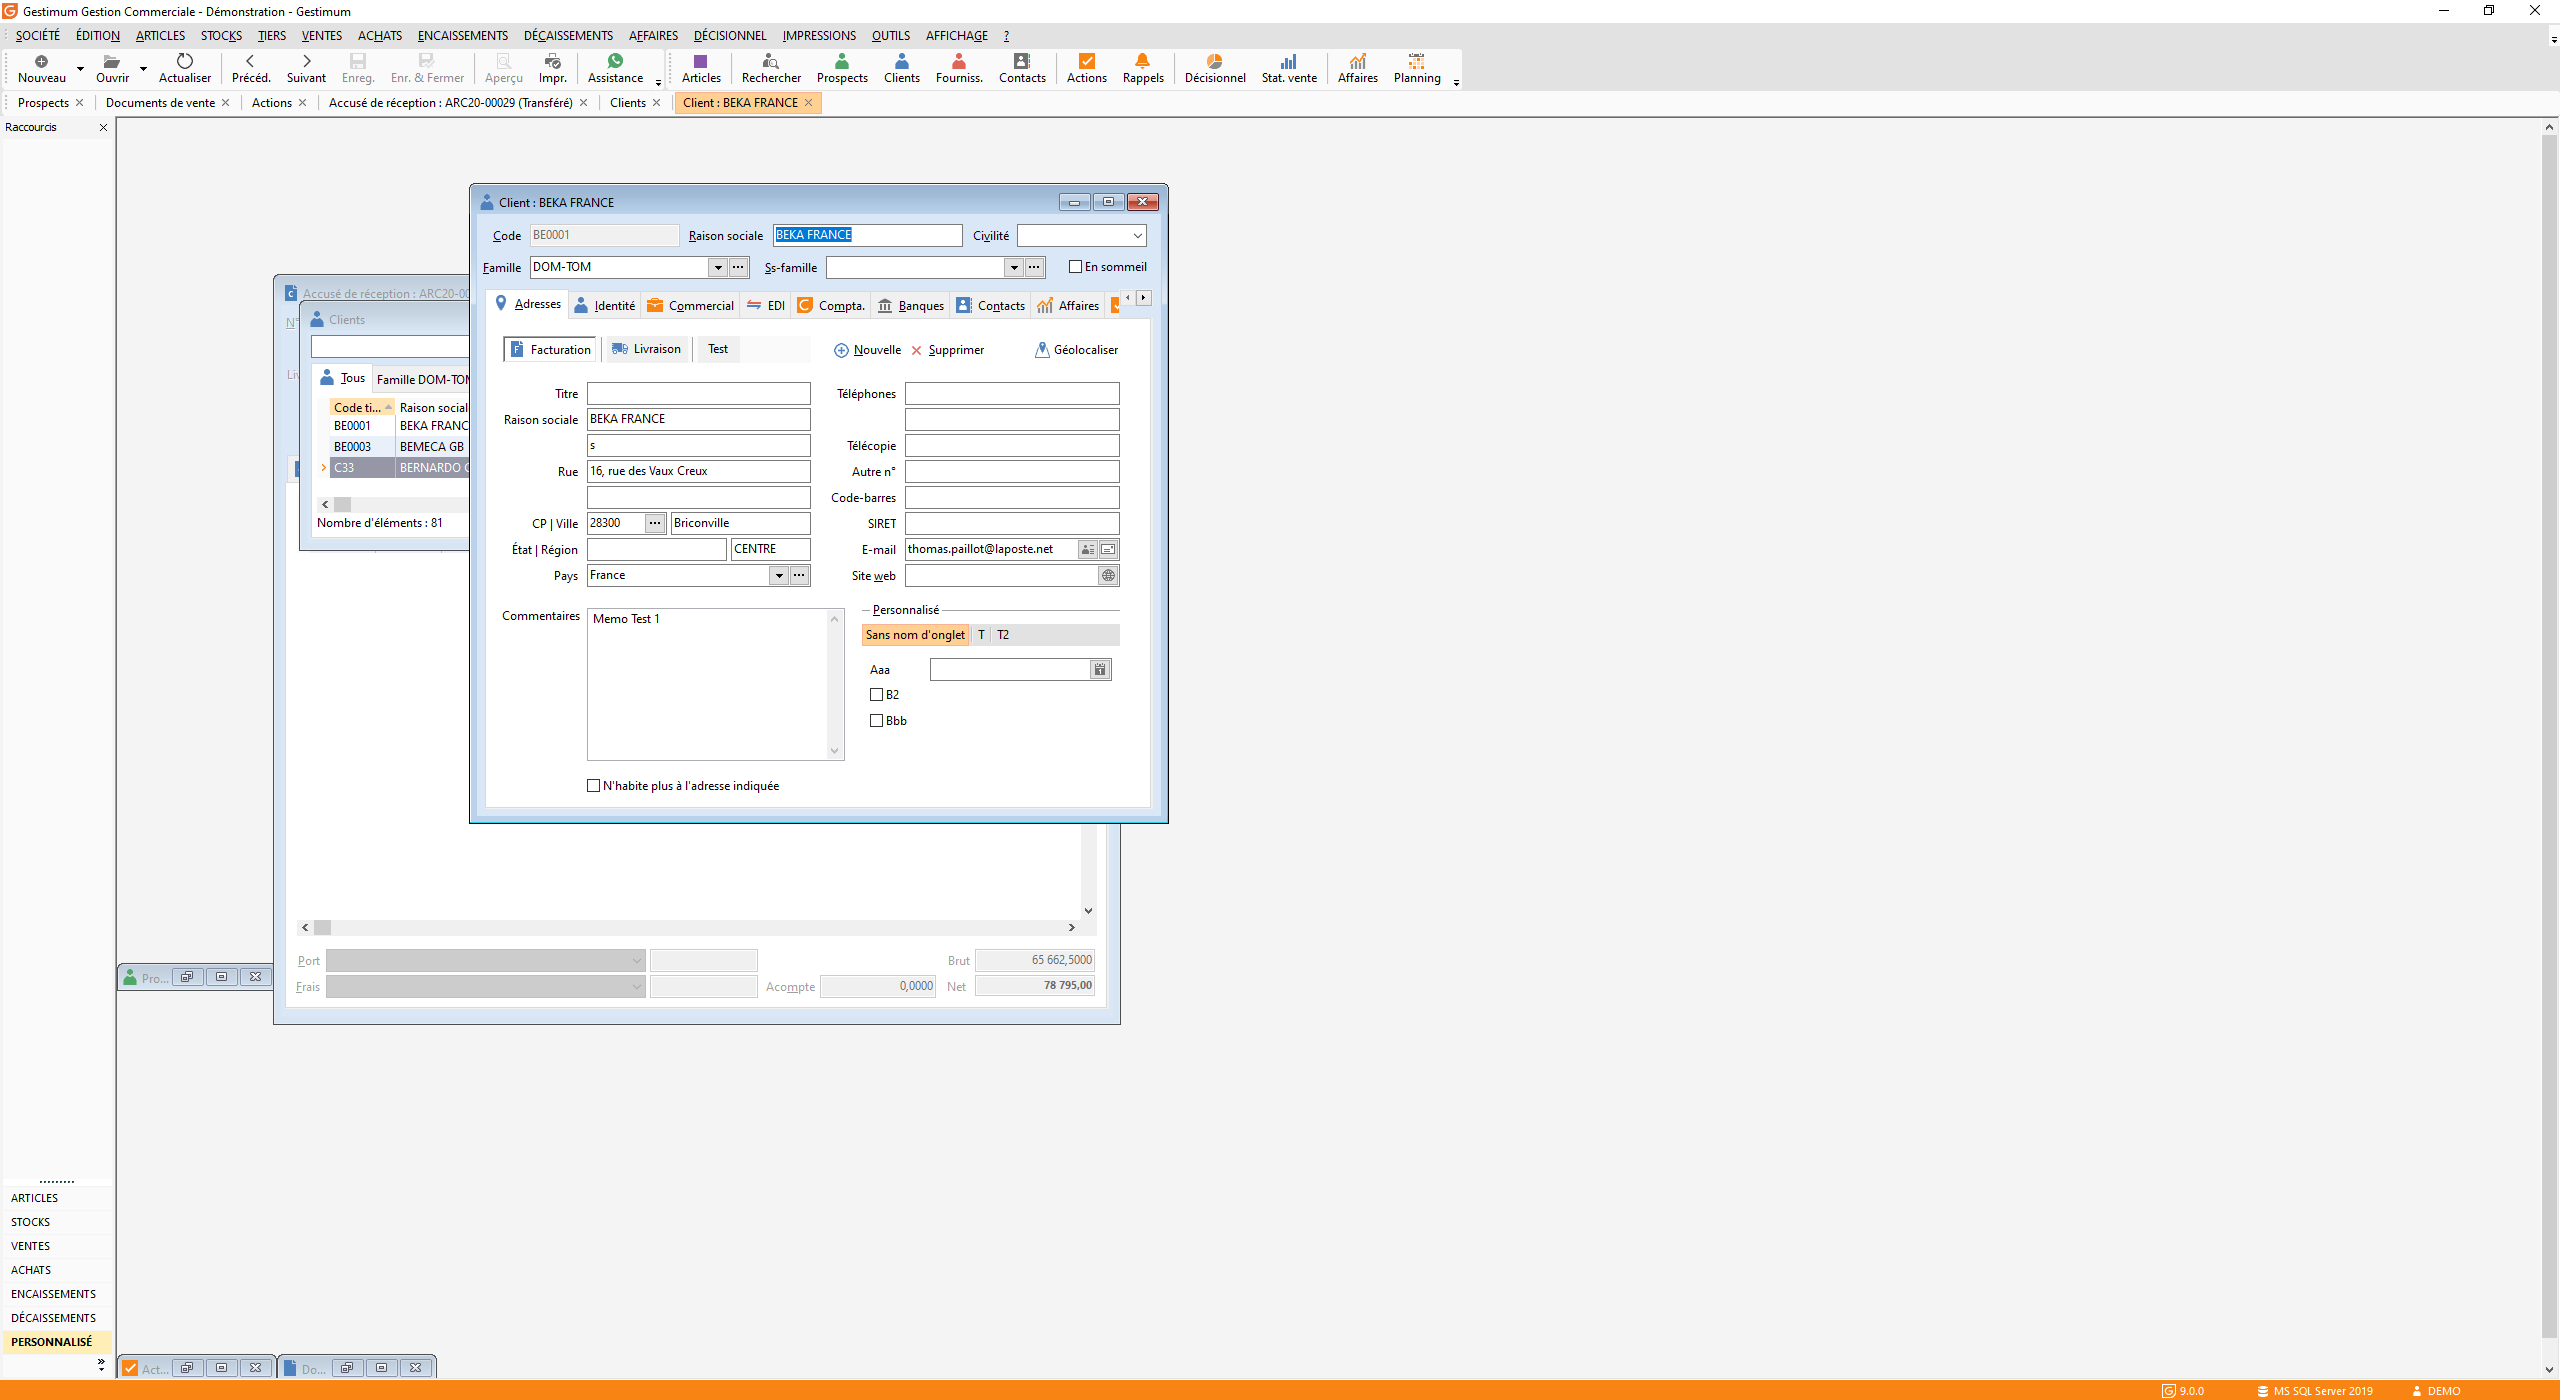 Gestimum Gestion Commerciale - Démonstration - Gestimum
SOCIÉTÉ ÉDITION ARTICLES STOCKS TIERS VENTES ACHATS ENCAISSEMENTS DÉCAISSEMENTS AFFAIRES DÉCISIONNEL IMPRESSIONS OUTILS AFFICHAGE ?
Nouveau Ouvrir Actualiser Précéd. Suivant Enreg. Enr. & Fermer Aperçu Impr. Assistance Articles Rechercher Prospects Clients Fourniss. Contacts Actions Rappels Décisionnel Stat. vente Affaires Planning
Prospects Documents de vente Actions Accusé de réception : ARC20-00029 (Transféré) Clients Client : BEKA FRANCE
Raccourcis
Client : BEKA FRANCE
Code BE0001 Raison sociale BEKA FRANCE Civilité
Famille DOM-TOM Ss-famille En sommeil
Adresses Identité Commercial EDI Compta. Banques Contacts Affaires
Facturation Livraison Test Nouvelle Supprimer Géolocaliser
Titre Téléphones
Raison sociale BEKA FRANCE
s Télécopie
Rue 16, rue des Vaux Creux Autre n°
Code-barres
CP | Ville 28300 Briconville SIRET
État | Région CENTRE E-mail thomas.paillot@laposte.net
Pays France Site web
Commentaires Memo Test 1 Personnalisé
Sans nom d'onglet T T2
Aaa
B2
Bbb
N'habite plus à l'adresse indiquée
Accusé de réception : ARC20-00
N°
Clients
Liv
Tous Famille DOM-TOM
Code ti... Raison social
BE0001 BEKA FRANC
BE0003 BEMECA GB
C33 BERNARDO
Nombre d'éléments : 81
Port Brut 65 662,5000
Frais Acompte 0,0000 Net 78 795,00
Pro...
ARTICLES
STOCKS
VENTES
ACHATS
ENCAISSEMENTS
DÉCAISSEMENTS
PERSONNALISÉ
Act... Do...
9.0.0 MS SQL Server 2019 DEMO